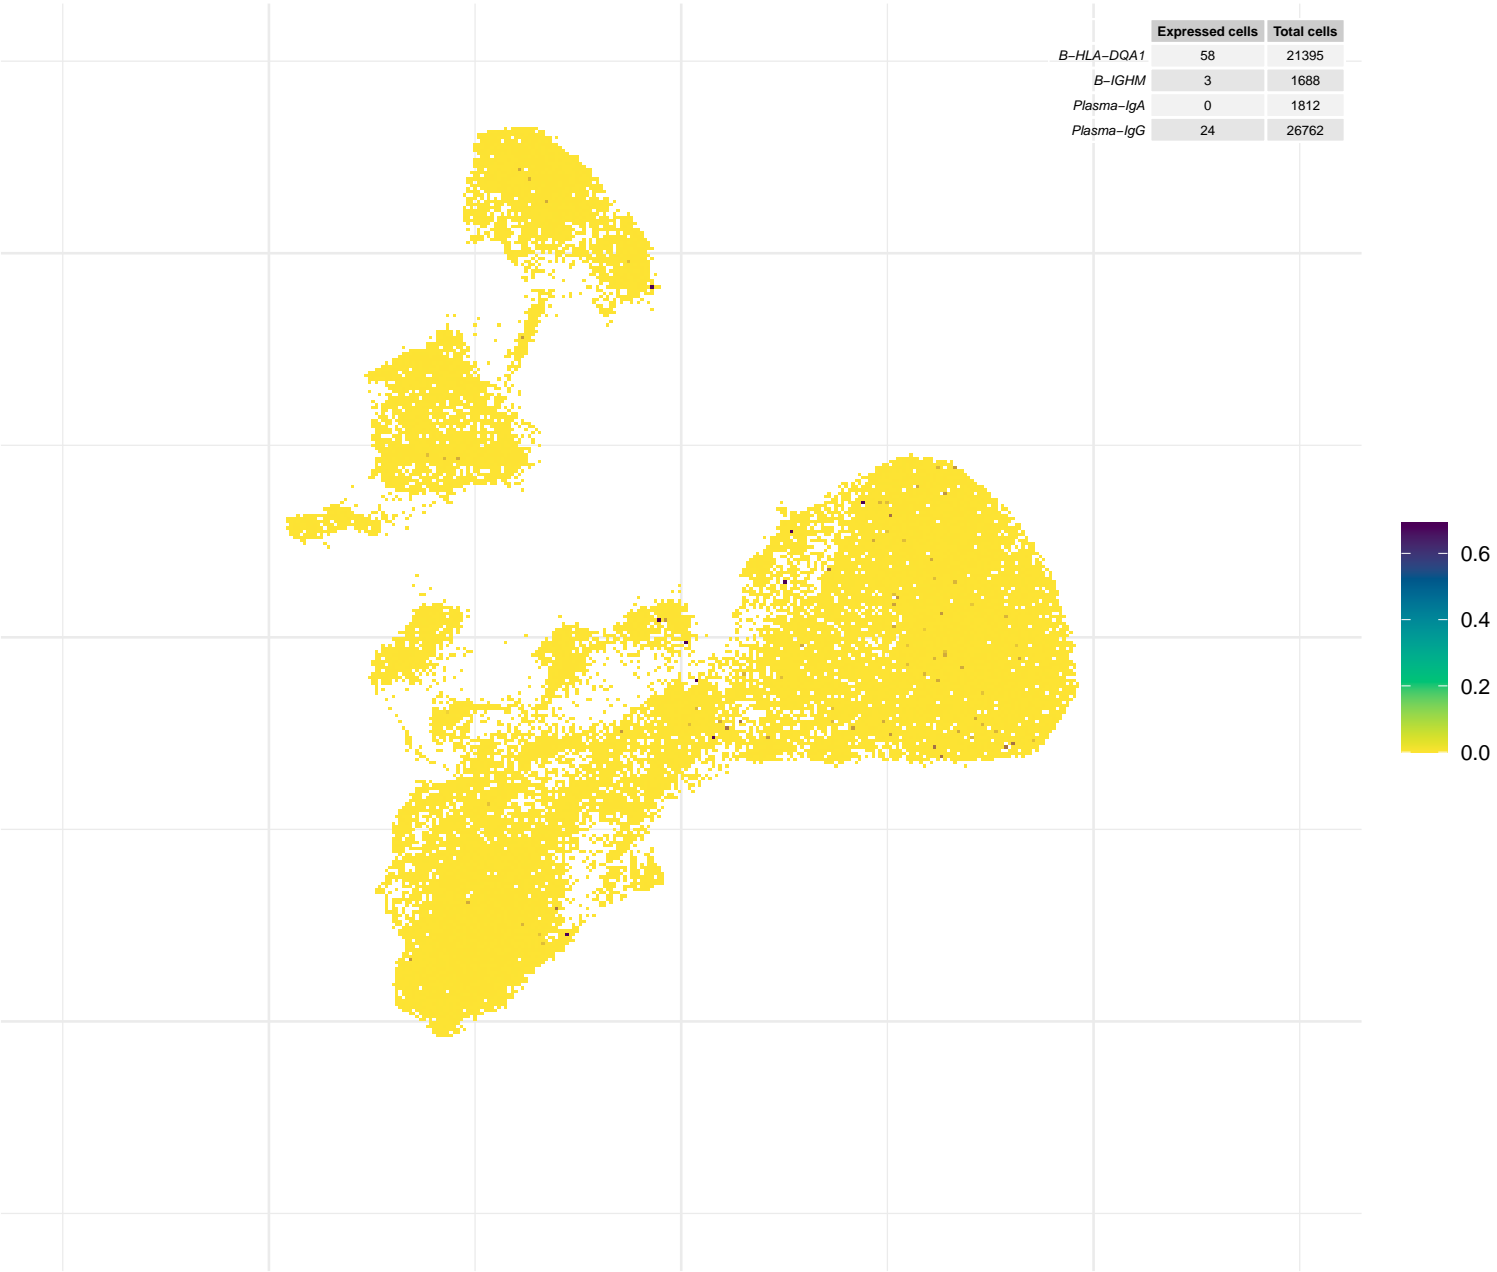 Expressed cells Total cells
B−HLA−DQA1 58 21395
B−IGHM 3 1688
Plasma−IgA 0 1812
Plasma−IgG 24 26762
0.6
0.4
0.2
0.0